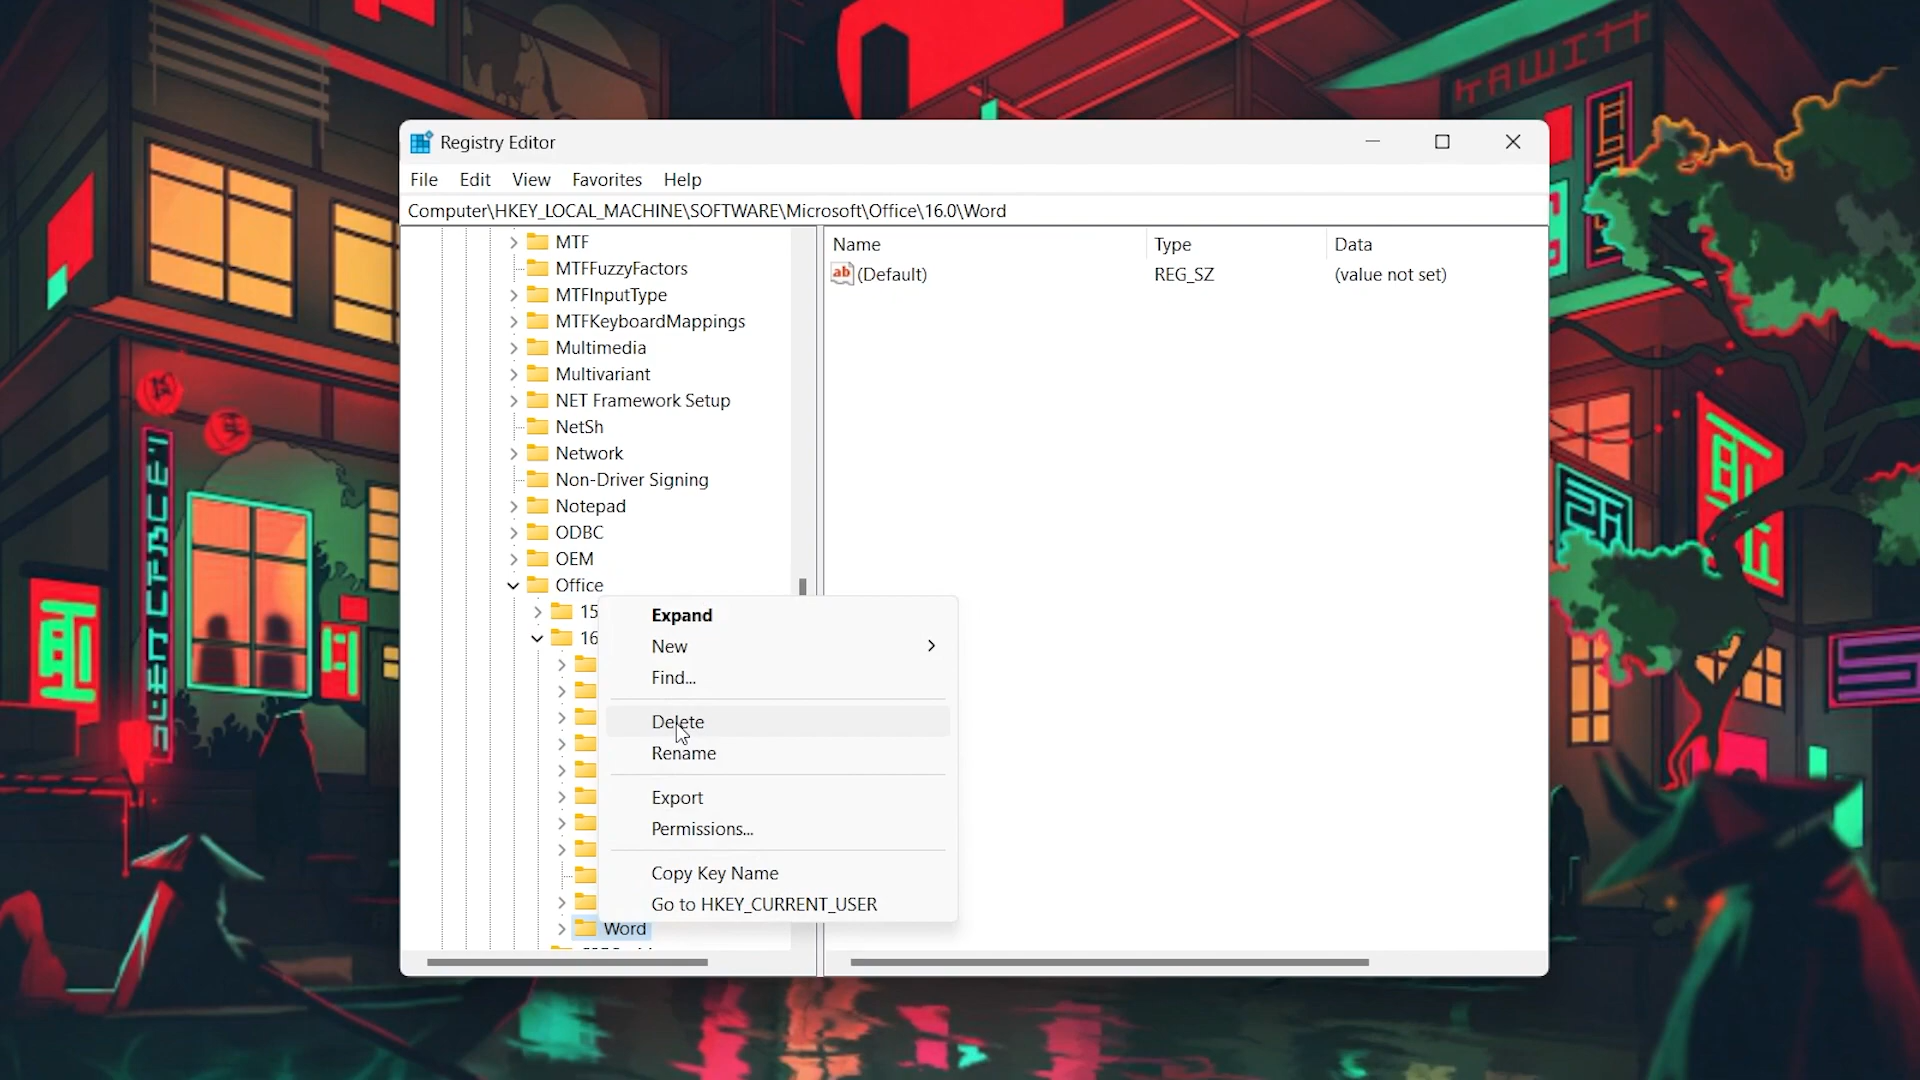 Registry Editor
File Edit View Favorites Help
Computer\HKEY_LOCAL_MACHINE\SOFTWARE\Microsoft\Office\16.0\Word
MTF
MTFFuzzyFactors
MTFInputType
MTFKeyboardMappings
Multimedia
Multivariant
NET Framework Setup
NetSh
Network
Non-Driver Signing
Notepad
ODBC
OEM
Office
15
16
Word
Name Type Data
ab (Default) REG_SZ (value not set)
Expand
New
Find...
Delete
Rename
Export
Permissions...
Copy Key Name
Go to HKEY_CURRENT_USER